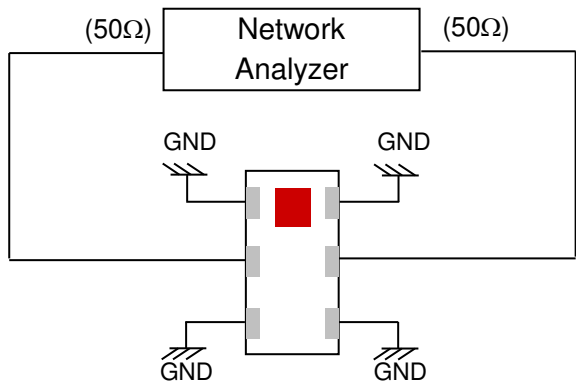 (50Ω)
Network
Analyzer
(50Ω)
GND
GND
GND
GND